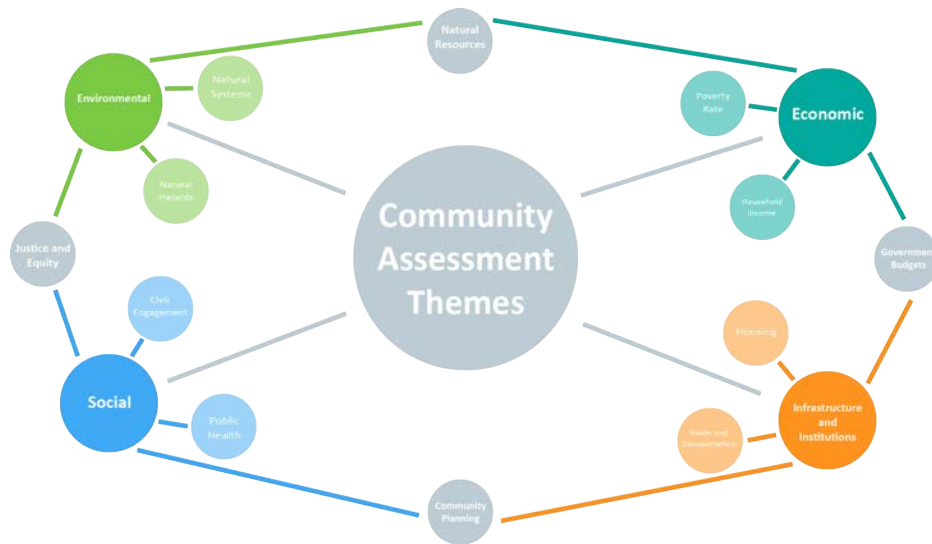 Natural
Resources
Environmental
Natural
Systems
Poverty
Rate
Economic
Natural
Hazards
Household
Income
Community
Assessment
Themes
Justice and
Equity
Government
Budgets
Civic
Engagement
Housing
Social
Public
Health
Infrastructure
and
Institutions
Roads and
Transportation
Community
Planning